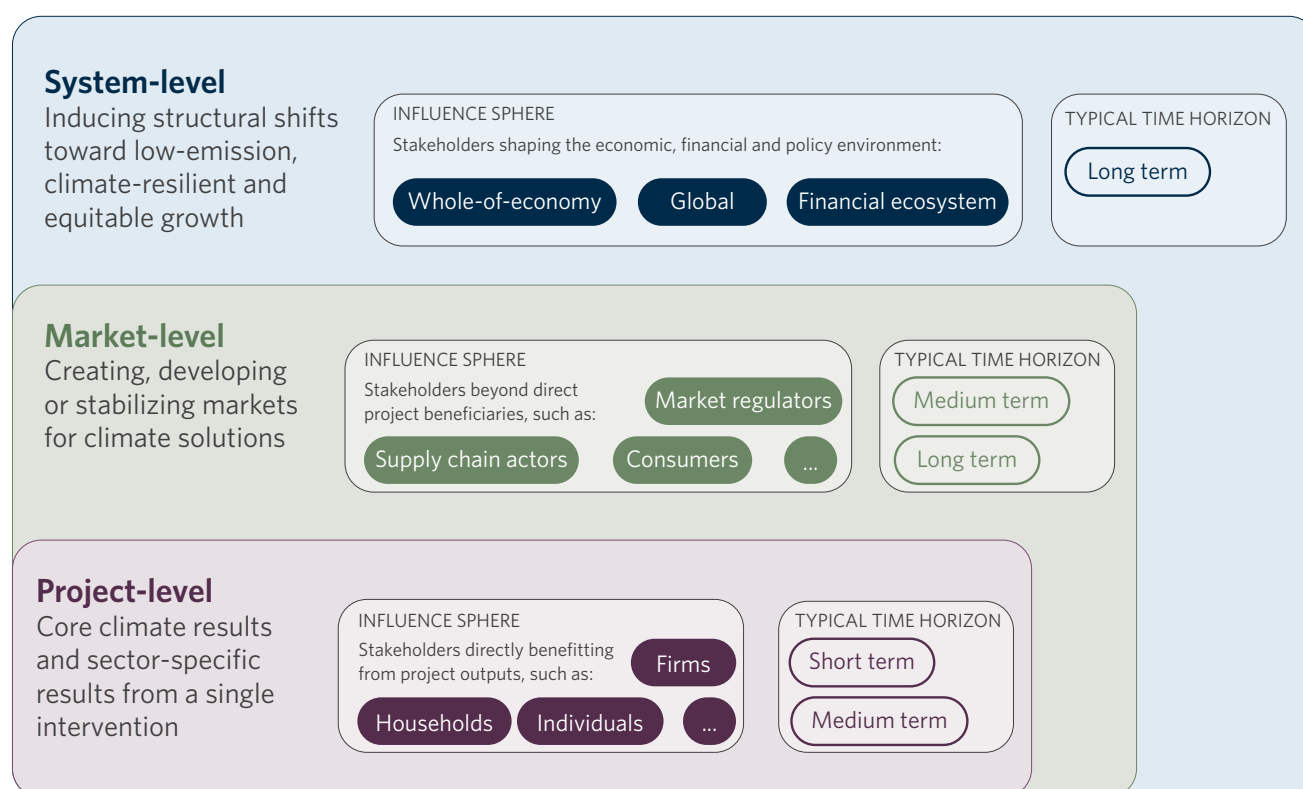 System-level
Inducing structural shifts
toward low-emission,
climate-resilient and
equitable growth
INFLUENCE SPHERE
Stakeholders shaping the economic, financial and policy environment:
Whole-of-economy
Global
Financial ecosystem
TYPICAL TIME HORIZON
Long term
Market-level
Creating, developing
or stabilizing markets
for climate solutions
INFLUENCE SPHERE
Stakeholders beyond direct
project beneficiaries, such as:
Market regulators
Supply chain actors
Consumers
...
TYPICAL TIME HORIZON
Medium term
Long term
Project-level
Core climate results
and sector-specific
results from a single
intervention
INFLUENCE SPHERE
Stakeholders directly benefitting
from project outputs, such as:
Firms
Households
Individuals
...
TYPICAL TIME HORIZON
Short term
Medium term